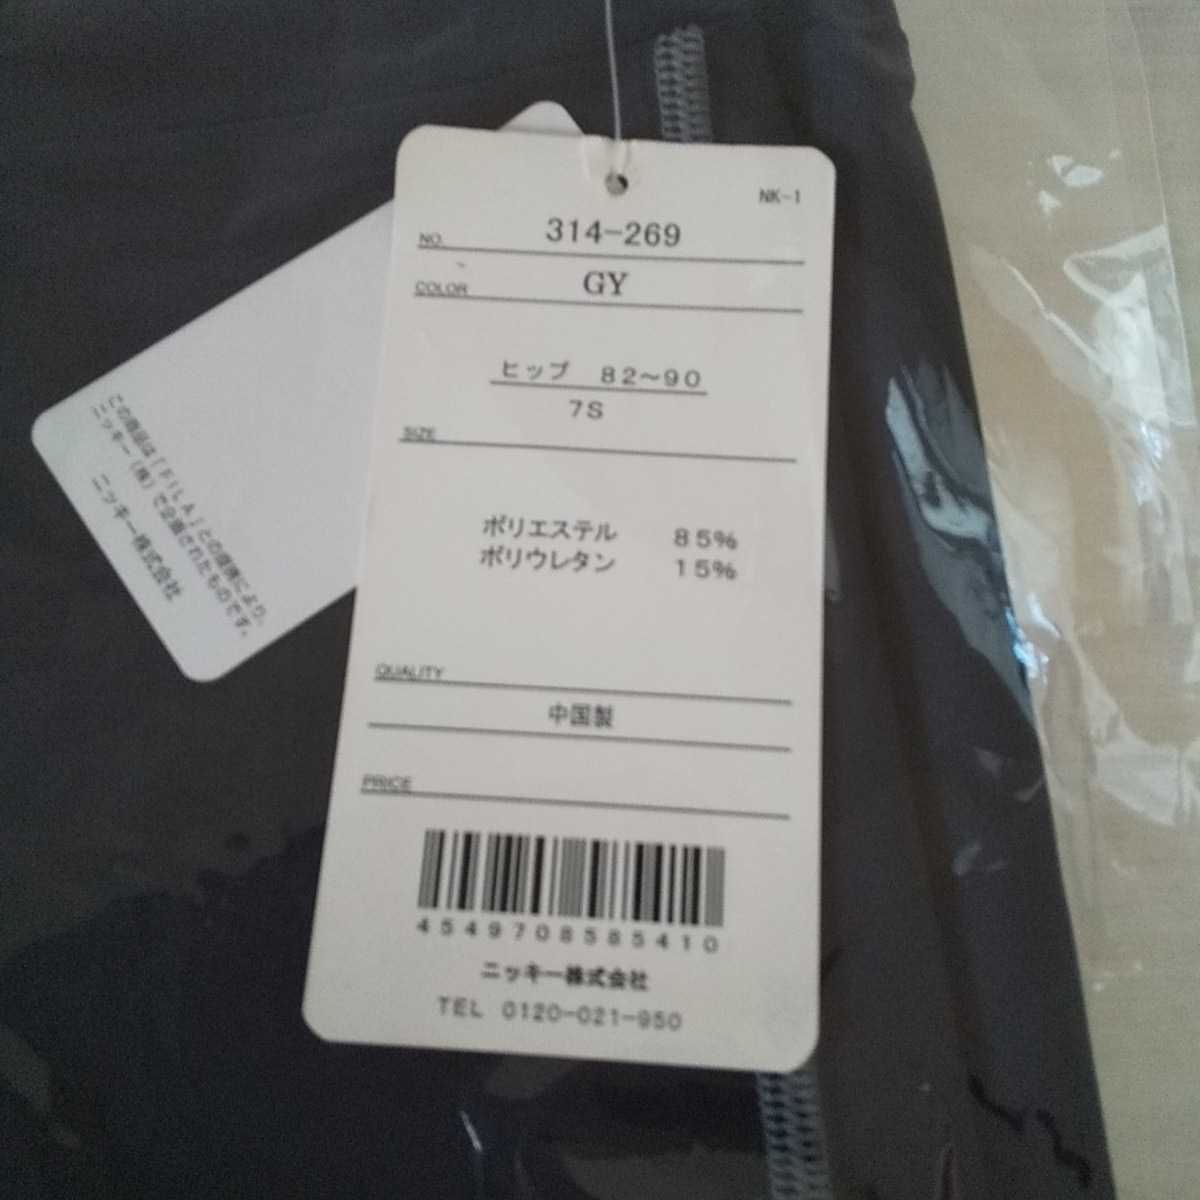 NK-1
NO. 314-269
COLOR GY
ヒップ 82～90
7S
SIZE
ポリエステル 85%
ポリウレタン 15%
QUALITY
中国製
PRICE
4549708585410
ニッキー株式会社
TEL 0120-021-950
この商品は「FILA」との提携により、
ニッキー(株)で企画されたものです。
ニッキー株式会社